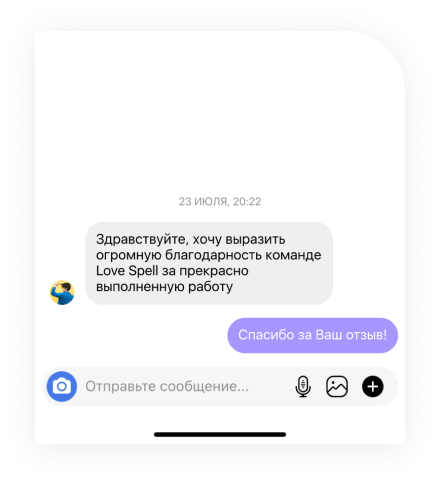 23 ИЮЛЯ, 20:22
Здравствуйте, хочу выразить
огромную благодарность команде
Love Spell за прекрасно
выполненную работу
Спасибо за Ваш отзыв!
Отправьте сообщение...